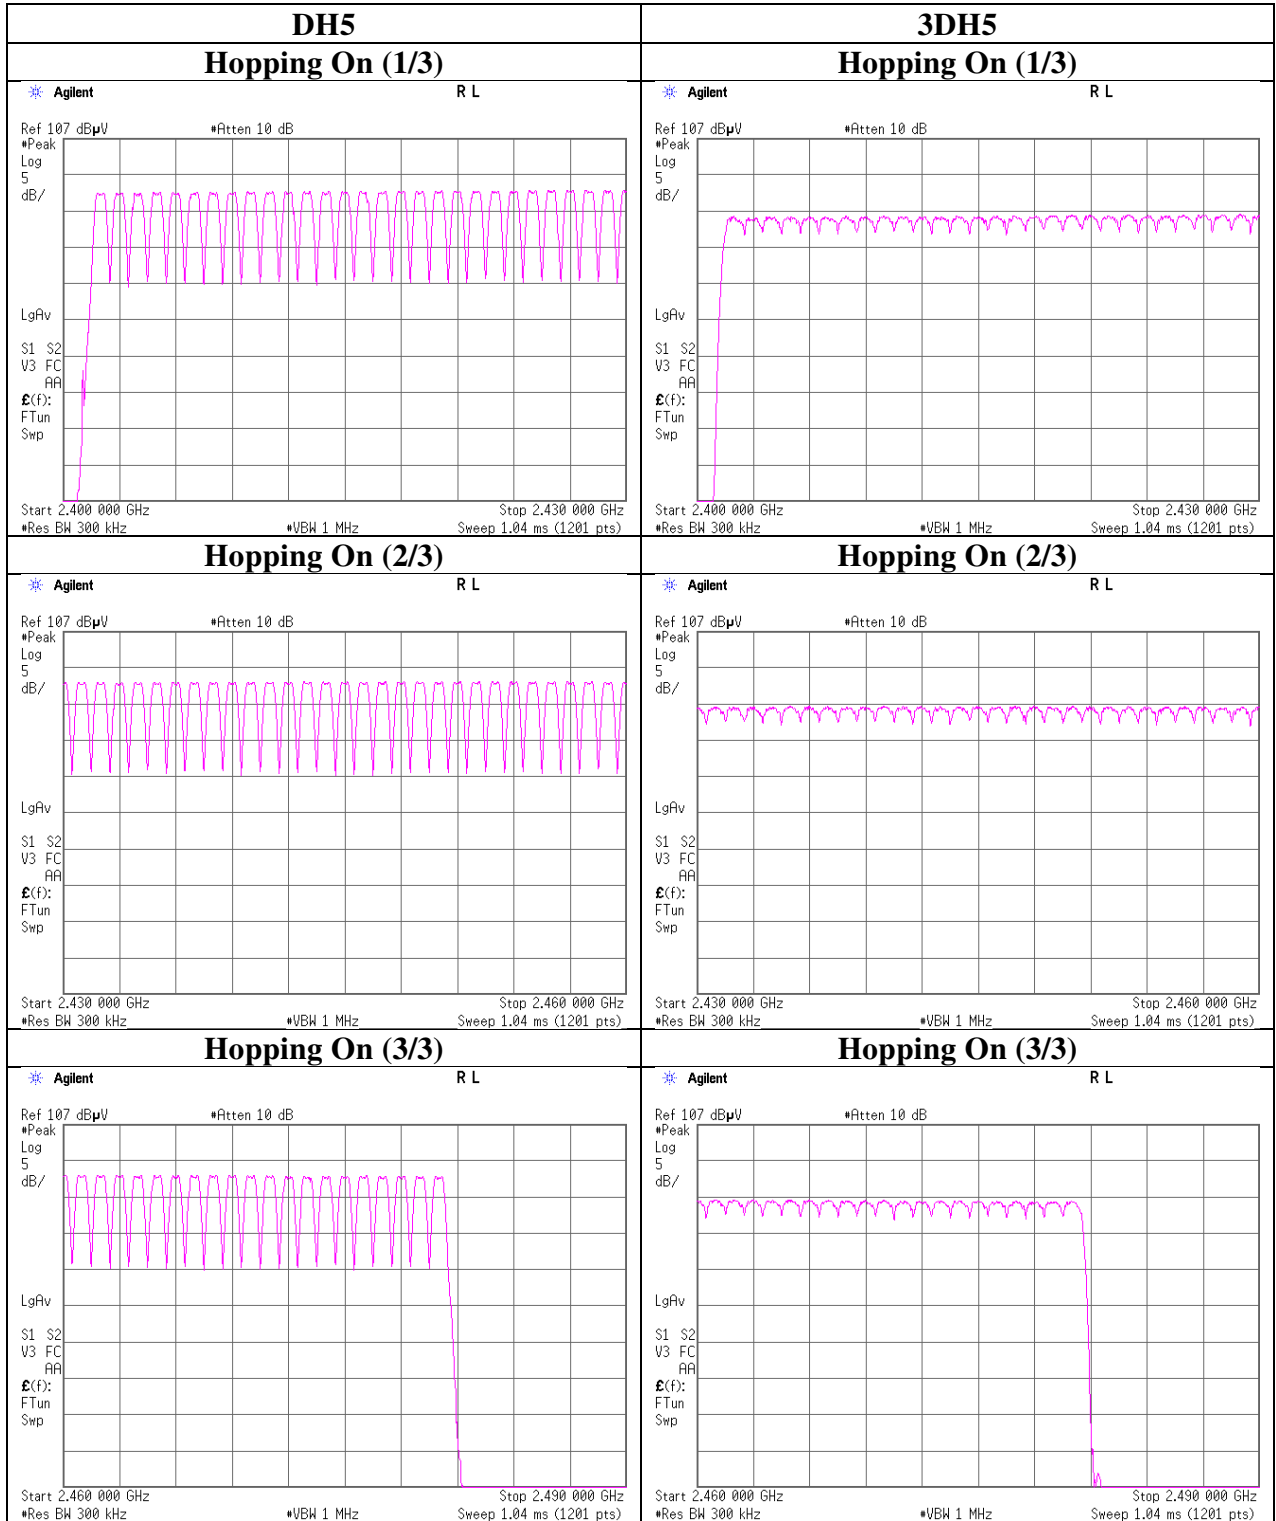 DH5 3DH5
Hopping On (1/3) Hopping On (1/3)
Agilent R L
Ref 107 dBµV #Atten 10 dB
#Peak
Log
5
dB/
LgAv
S1 S2
V3 FC
AA
£(f):
FTun
Swp
Start 2.400 000 GHz Stop 2.430 000 GHz
#Res BW 300 kHz #VBW 1 MHz Sweep 1.04 ms (1201 pts)
Agilent R L
Ref 107 dBµV #Atten 10 dB
#Peak
Log
5
dB/
LgAv
S1 S2
V3 FC
AA
£(f):
FTun
Swp
Start 2.400 000 GHz Stop 2.430 000 GHz
#Res BW 300 kHz #VBW 1 MHz Sweep 1.04 ms (1201 pts)
Hopping On (2/3) Hopping On (2/3)
Agilent R L
Ref 107 dBµV #Atten 10 dB
#Peak
Log
5
dB/
LgAv
S1 S2
V3 FC
AA
£(f):
FTun
Swp
Start 2.430 000 GHz Stop 2.460 000 GHz
#Res BW 300 kHz #VBW 1 MHz Sweep 1.04 ms (1201 pts)
Agilent R L
Ref 107 dBµV #Atten 10 dB
#Peak
Log
5
dB/
LgAv
S1 S2
V3 FC
AA
£(f):
FTun
Swp
Start 2.430 000 GHz Stop 2.460 000 GHz
#Res BW 300 kHz #VBW 1 MHz Sweep 1.04 ms (1201 pts)
Hopping On (3/3) Hopping On (3/3)
Agilent R L
Ref 107 dBµV #Atten 10 dB
#Peak
Log
5
dB/
LgAv
S1 S2
V3 FC
AA
£(f):
FTun
Swp
Start 2.460 000 GHz Stop 2.490 000 GHz
#Res BW 300 kHz #VBW 1 MHz Sweep 1.04 ms (1201 pts)
Agilent R L
Ref 107 dBµV #Atten 10 dB
#Peak
Log
5
dB/
LgAv
S1 S2
V3 FC
AA
£(f):
FTun
Swp
Start 2.460 000 GHz Stop 2.490 000 GHz
#Res BW 300 kHz #VBW 1 MHz Sweep 1.04 ms (1201 pts)